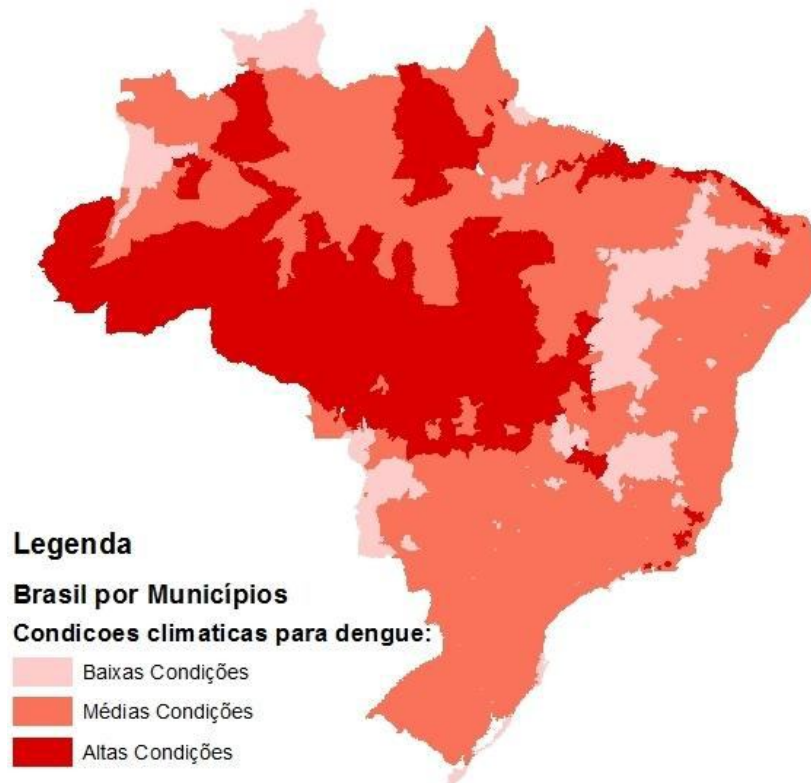 Legenda
Brasil por Municípios
Condicoes climaticas para dengue:
Baixas Condições
Médias Condições
Altas Condições